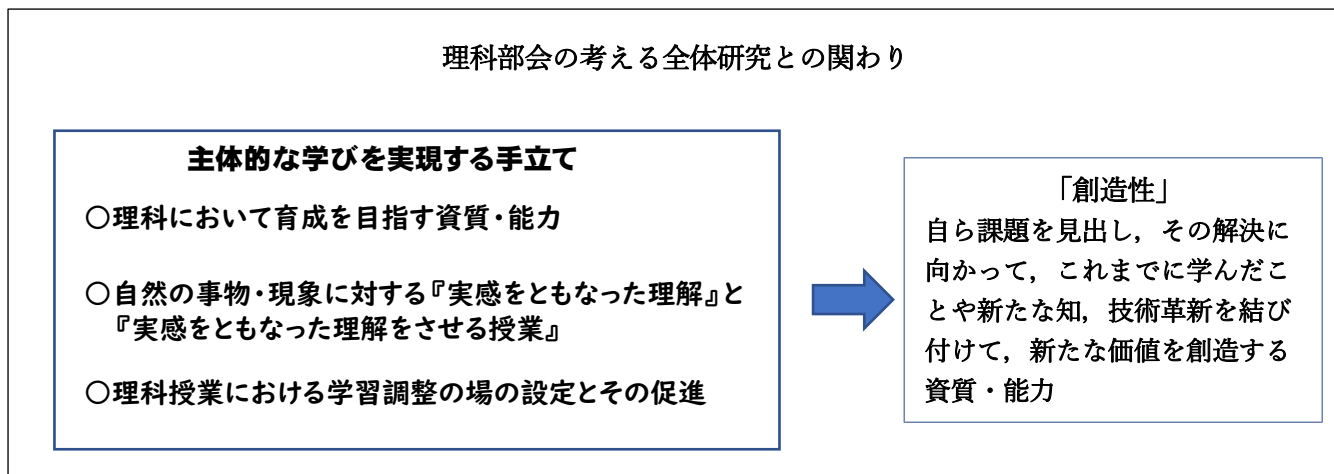 理科部会の考える全体研究との関わり
主体的な学びを実現する手立て
〇理科において育成を目指す資質・能力
〇自然の事物・現象に対する『実感をともなった理解』と
『実感をともなった理解をさせる授業』
〇理科授業における学習調整の場の設定とその促進
「創造性」
自ら課題を見出し，その解決に
向かって，これまでに学んだこ
とや新たな知，技術革新を結び
付けて，新たな価値を創造する
資質・能力